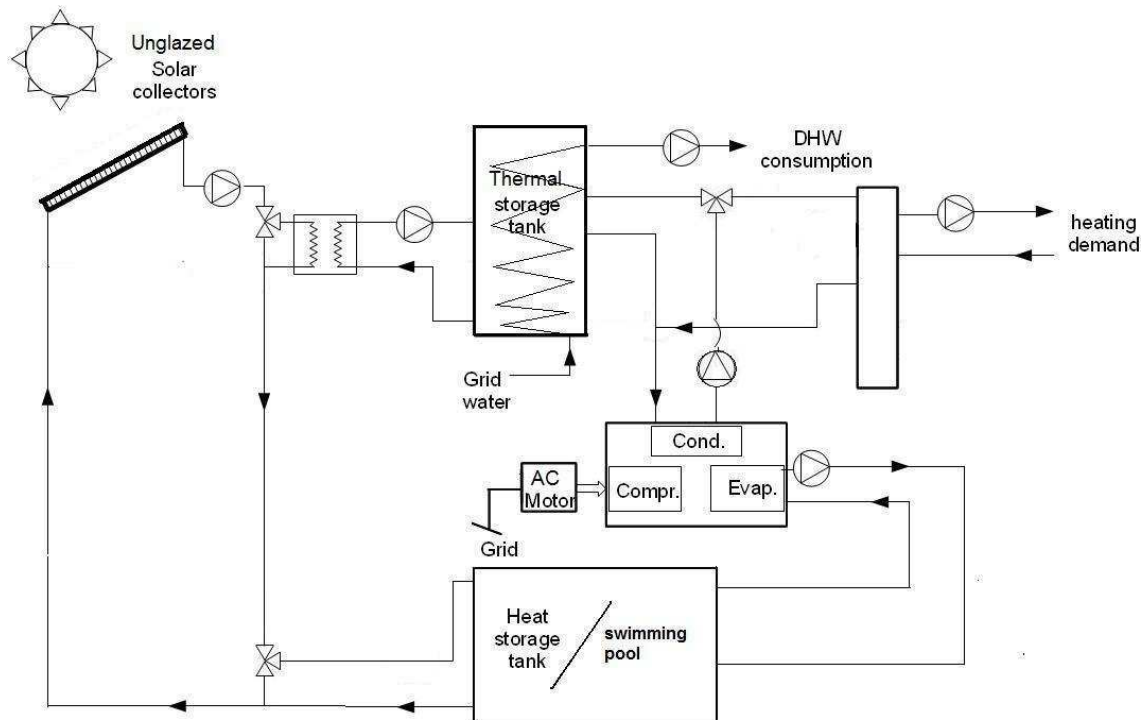 Unglazed
Solar
collectors
DHW
consumption
Thermal
storage
tank
heating
demand
Grid
water
Cond.
AC
Motor
Compr.
Evap.
Grid
Heat
storage
tank
swimming
pool